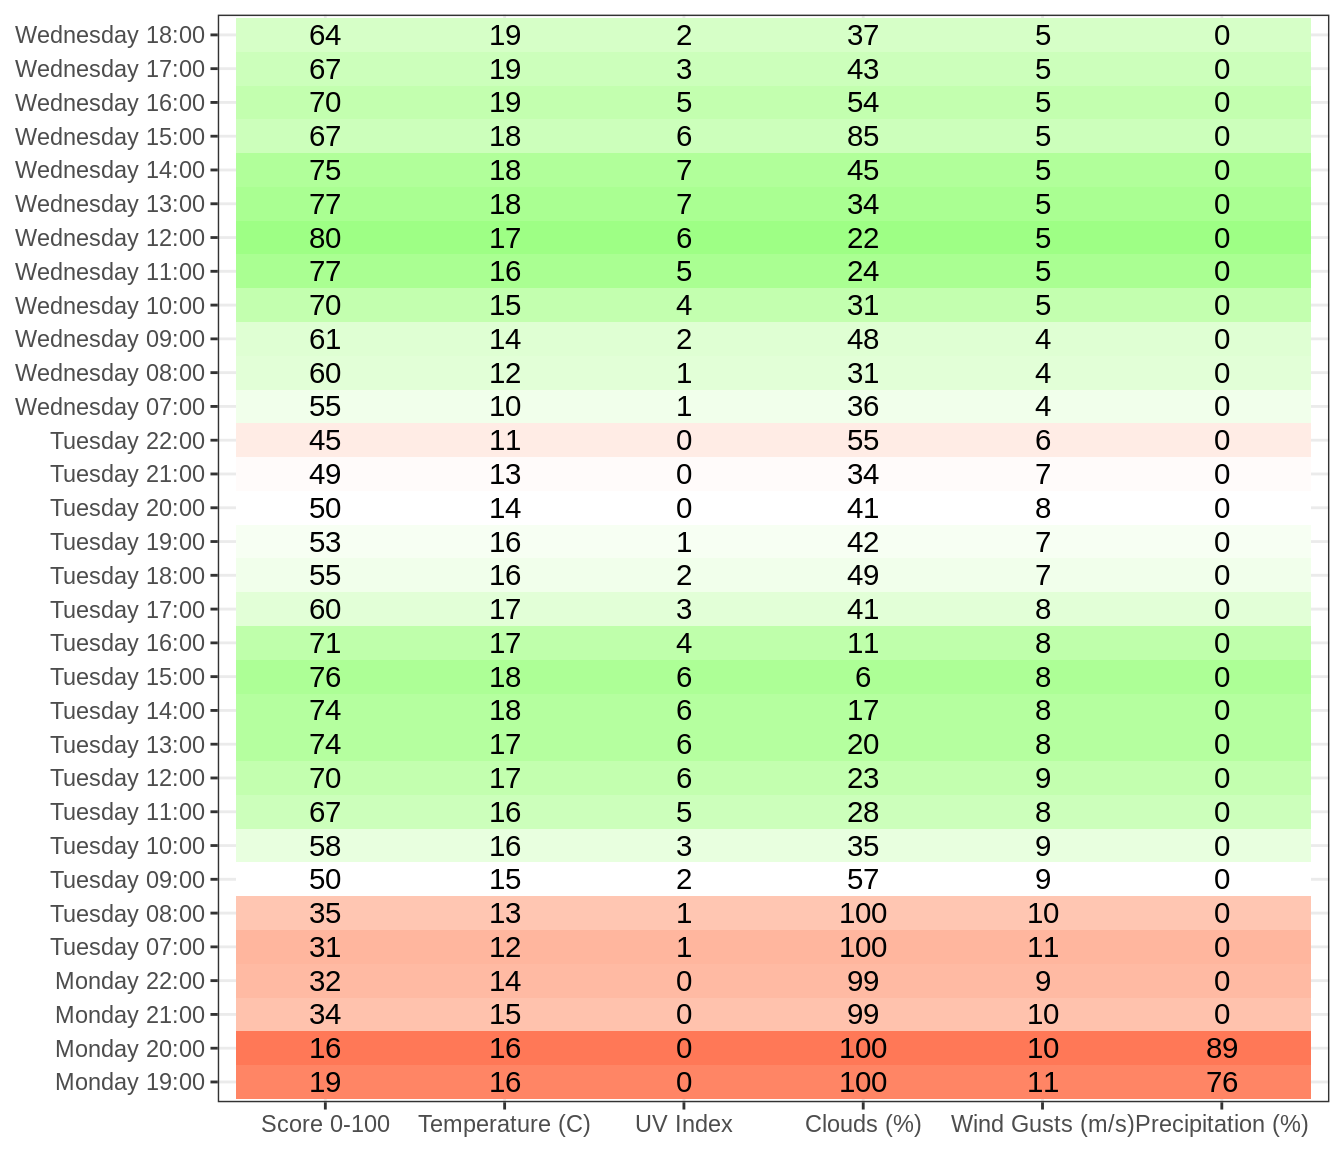 Wednesday 18:00 64 19 2 37 5 0
Wednesday 17:00 67 19 3 43 5 0
Wednesday 16:00 70 19 5 54 5 0
Wednesday 15:00 67 18 6 85 5 0
Wednesday 14:00 75 18 7 45 5 0
Wednesday 13:00 77 18 7 34 5 0
Wednesday 12:00 80 17 6 22 5 0
Wednesday 11:00 77 16 5 24 5 0
Wednesday 10:00 70 15 4 31 5 0
Wednesday 09:00 61 14 2 48 4 0
Wednesday 08:00 60 12 1 31 4 0
Wednesday 07:00 55 10 1 36 4 0
Tuesday 22:00 45 11 0 55 6 0
Tuesday 21:00 49 13 0 34 7 0
Tuesday 20:00 50 14 0 41 8 0
Tuesday 19:00 53 16 1 42 7 0
Tuesday 18:00 55 16 2 49 7 0
Tuesday 17:00 60 17 3 41 8 0
Tuesday 16:00 71 17 4 11 8 0
Tuesday 15:00 76 18 6 6 8 0
Tuesday 14:00 74 18 6 17 8 0
Tuesday 13:00 74 17 6 20 8 0
Tuesday 12:00 70 17 6 23 9 0
Tuesday 11:00 67 16 5 28 8 0
Tuesday 10:00 58 16 3 35 9 0
Tuesday 09:00 50 15 2 57 9 0
Tuesday 08:00 35 13 1 100 10 0
Tuesday 07:00 31 12 1 100 11 0
Monday 22:00 32 14 0 99 9 0
Monday 21:00 34 15 0 99 10 0
Monday 20:00 16 16 0 100 10 89
Monday 19:00 19 16 0 100 11 76
Score 0-100 Temperature (C) UV Index Clouds (%) Wind Gusts (m/s) Precipitation (%)